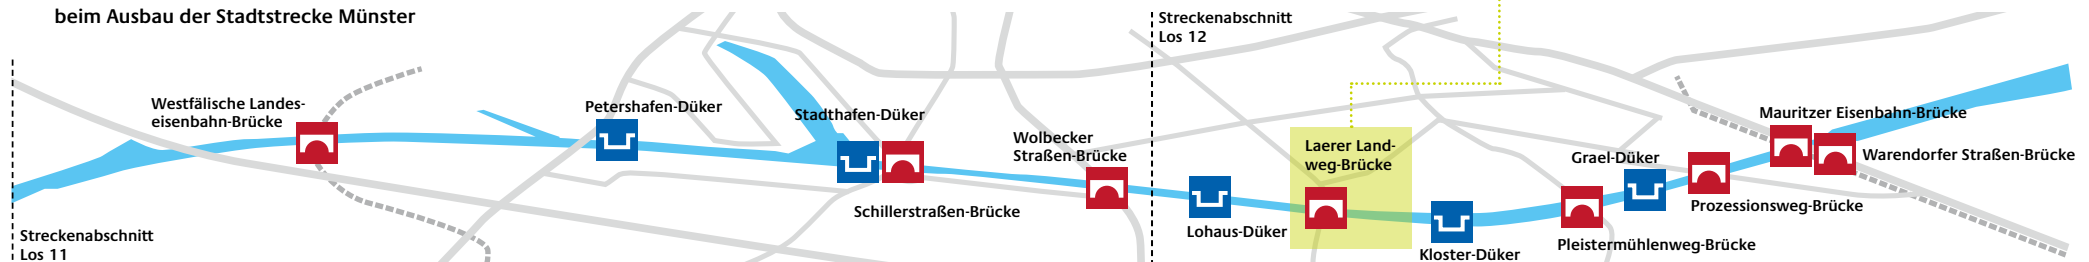 beim Ausbau der Stadtstrecke Münster
Streckenabschnitt
Los 12
Westfälische Landes-
eisenbahn-Brücke
Petershafen-Düker
Stadthafen-Düker
Wolbecker
Straßen-Brücke
Schillerstraßen-Brücke
Streckenabschnitt
Los 11
Laerer Land-
weg-Brücke
Lohaus-Düker
Kloster-Düker
Grael-Düker
Pleistermühlenweg-Brücke
Prozessionsweg-Brücke
Mauritzer Eisenbahn-Brücke
Warendorfer Straßen-Brücke